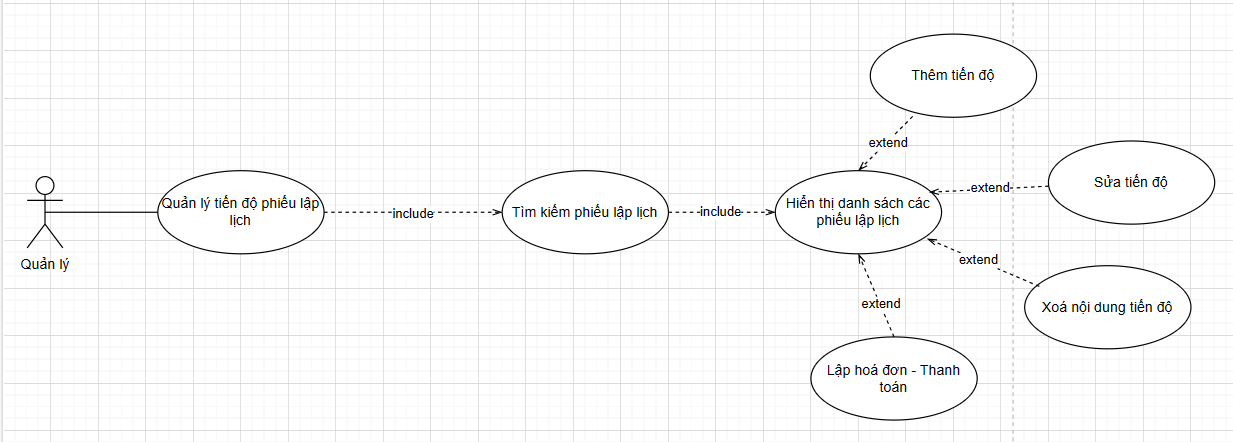 Thêm tiến độ
extend
Quản lý
Quản lý tiến độ phiếu lập
lịch
include
Tìm kiếm phiếu lập lịch
include
Hiển thị danh sách các
phiếu lập lịch
extend
Sửa tiến độ
extend
Xoá nội dung tiến độ
extend
Lập hoá đơn - Thanh
toán